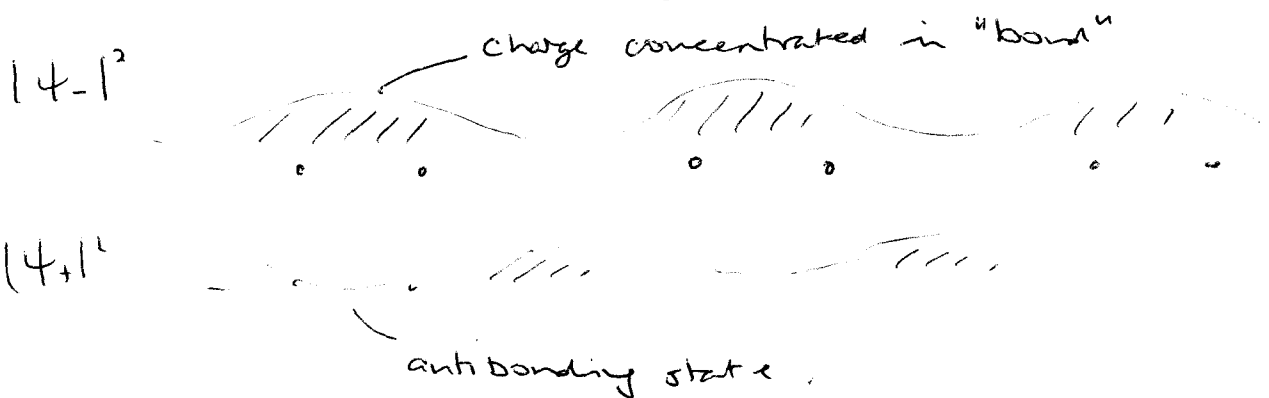 charge concentrated in "bond"
|ψ₋|²
|ψ₊|²
antibonding state.